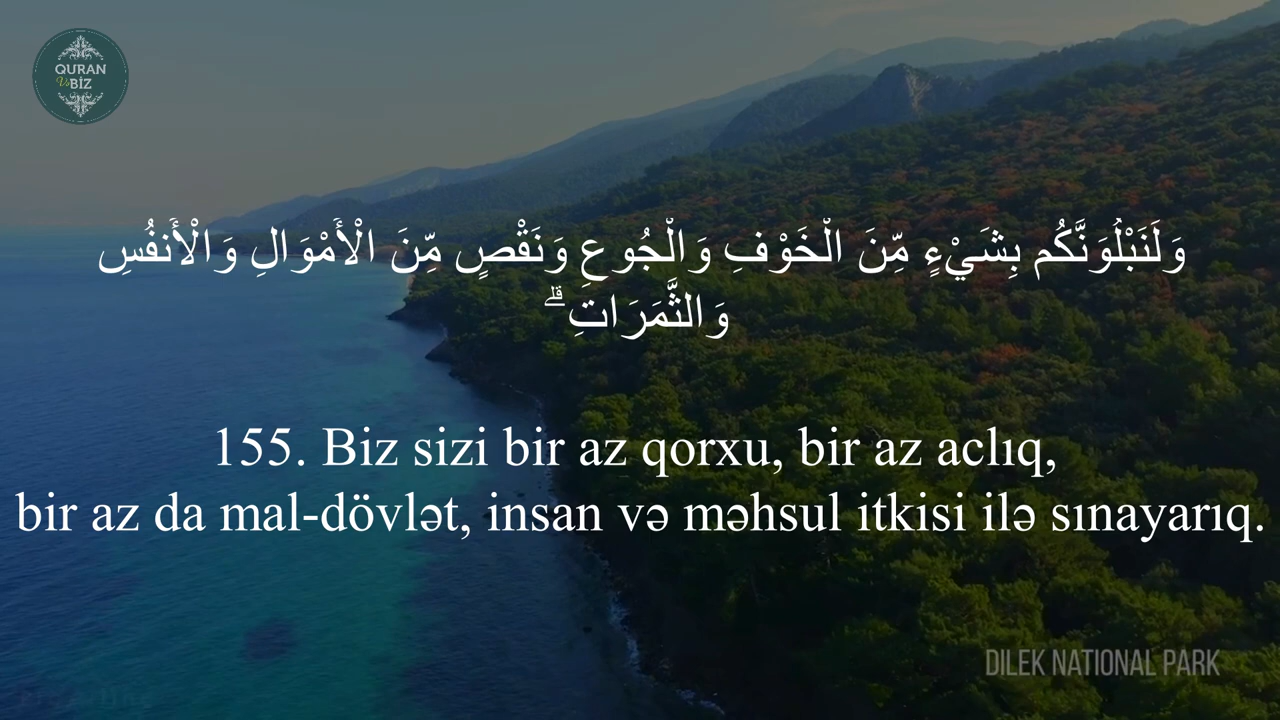 QURAN
Və BİZ
وَلَنَبْلُوَنَّكُم بِشَيْءٍ مِّنَ الْخَوْفِ وَالْجُوعِ وَنَقْصٍ مِّنَ الْأَمْوَالِ وَالْأَنفُسِ
وَالثَّمَرَاتِ ۗ
155. Biz sizi bir az qorxu, bir az aclıq,
bir az da mal-dövlət, insan və məhsul itkisi ilə sınayarıq.
DILEK NATIONAL PARK